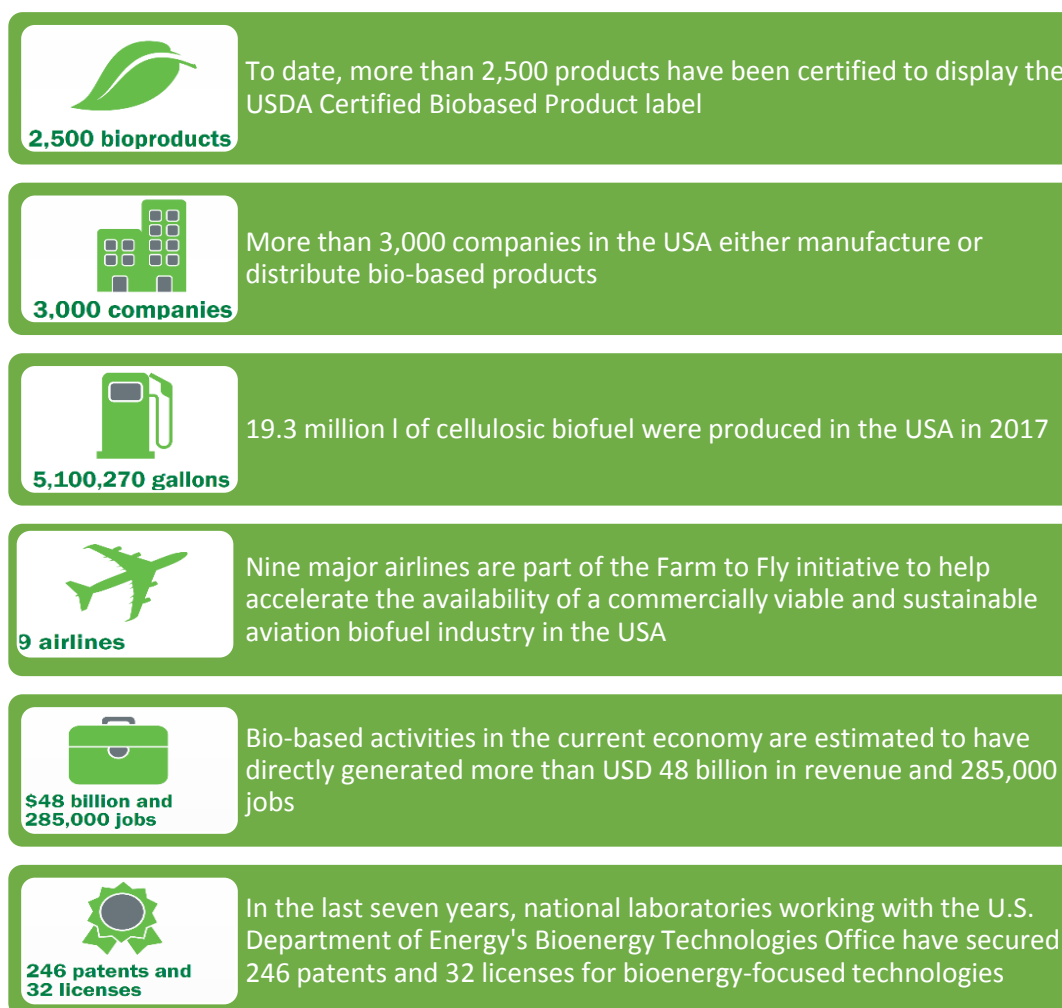 2,500 bioproducts
To date, more than 2,500 products have been certified to display the
USDA Certified Biobased Product label
3,000 companies
More than 3,000 companies in the USA either manufacture or
distribute bio-based products
5,100,270 gallons
19.3 million l of cellulosic biofuel were produced in the USA in 2017
9 airlines
Nine major airlines are part of the Farm to Fly initiative to help
accelerate the availability of a commercially viable and sustainable
aviation biofuel industry in the USA
$48 billion and
285,000 jobs
Bio-based activities in the current economy are estimated to have
directly generated more than USD 48 billion in revenue and 285,000
jobs
246 patents and
32 licenses
In the last seven years, national laboratories working with the U.S.
Department of Energy's Bioenergy Technologies Office have secured
246 patents and 32 licenses for bioenergy-focused technologies